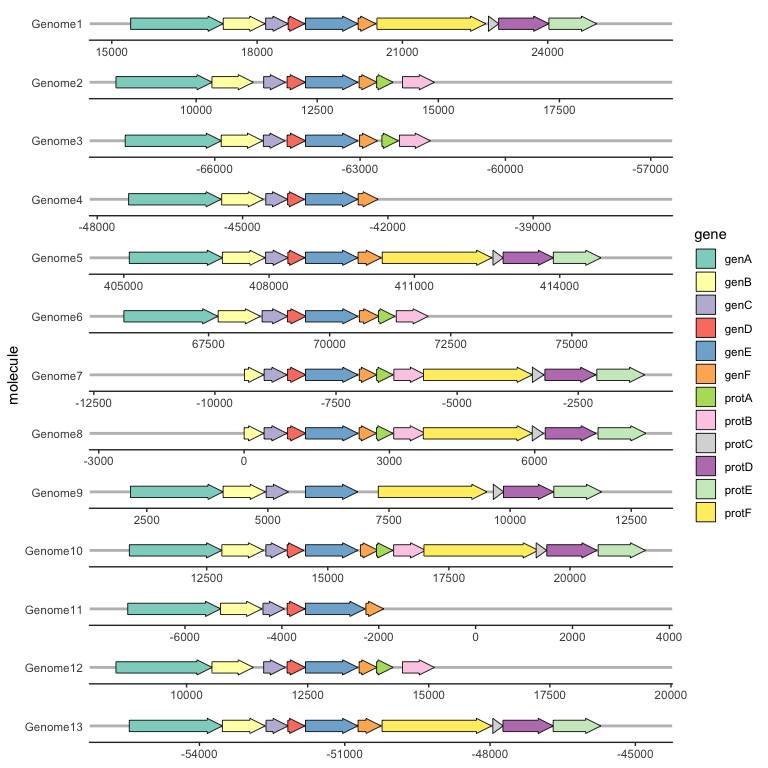 Genome1
15000 18000 21000 24000
Genome2
10000 12500 15000 17500
Genome3
-66000 -63000 -60000 -57000
Genome4
-48000 -45000 -42000 -39000
Genome5
405000 408000 411000 414000
Genome6
67500 70000 72500 75000
Genome7
-12500 -10000 -7500 -5000 -2500
Genome8
-3000 0 3000 6000
Genome9
2500 5000 7500 10000 12500
Genome10
12500 15000 17500 20000
Genome11
-6000 -4000 -2000 0 2000 4000
Genome12
10000 12500 15000 17500 20000
Genome13
-54000 -51000 -48000 -45000
molecule
gene
genA
genB
genC
genD
genE
genF
protA
protB
protC
protD
protE
protF